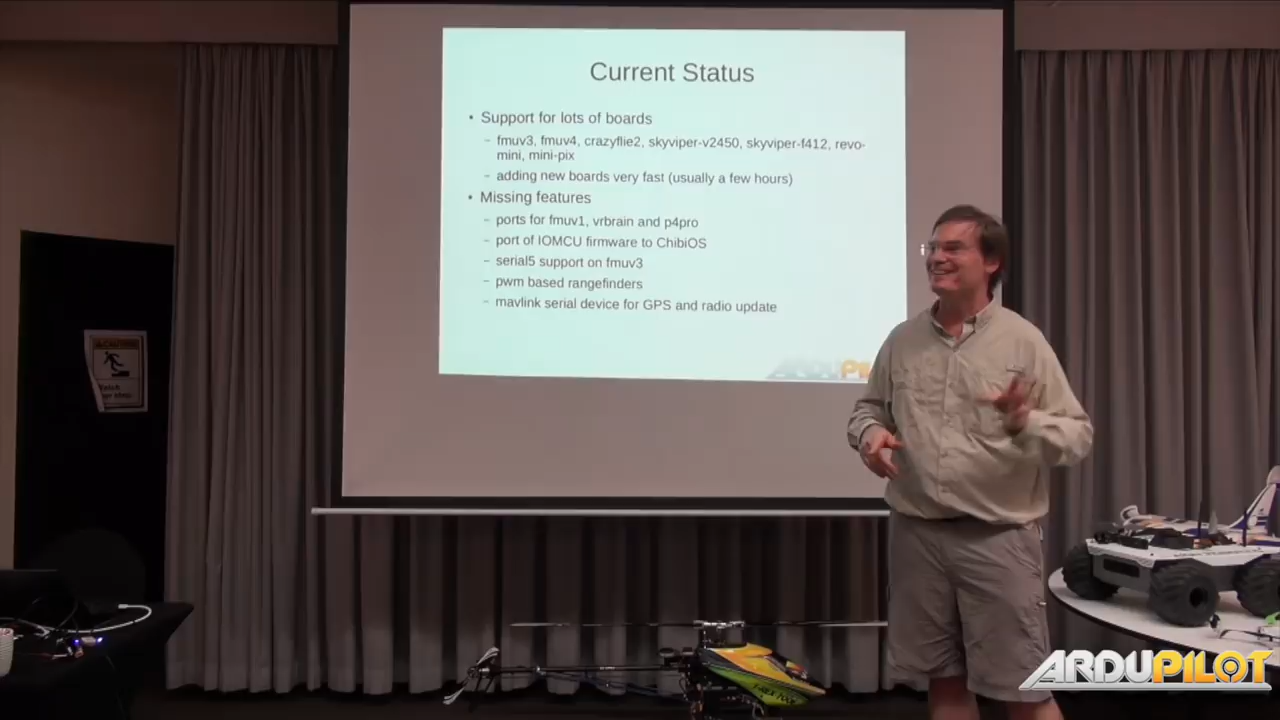 Current Status
• Support for lots of boards
– fmuv3, fmuv4, crazyflie2, skyviper-v2450, skyviper-f412, revo-
mini, mini-pix
– adding new boards very fast (usually a few hours)
• Missing features
– ports for fmuv1, vrbrain and p4pro
– port of IOMCU firmware to ChibiOS
– serial5 support on fmuv3
– pwm based rangefinders
– mavlink serial device for GPS and radio update
CAUTION
ARDUPILOT